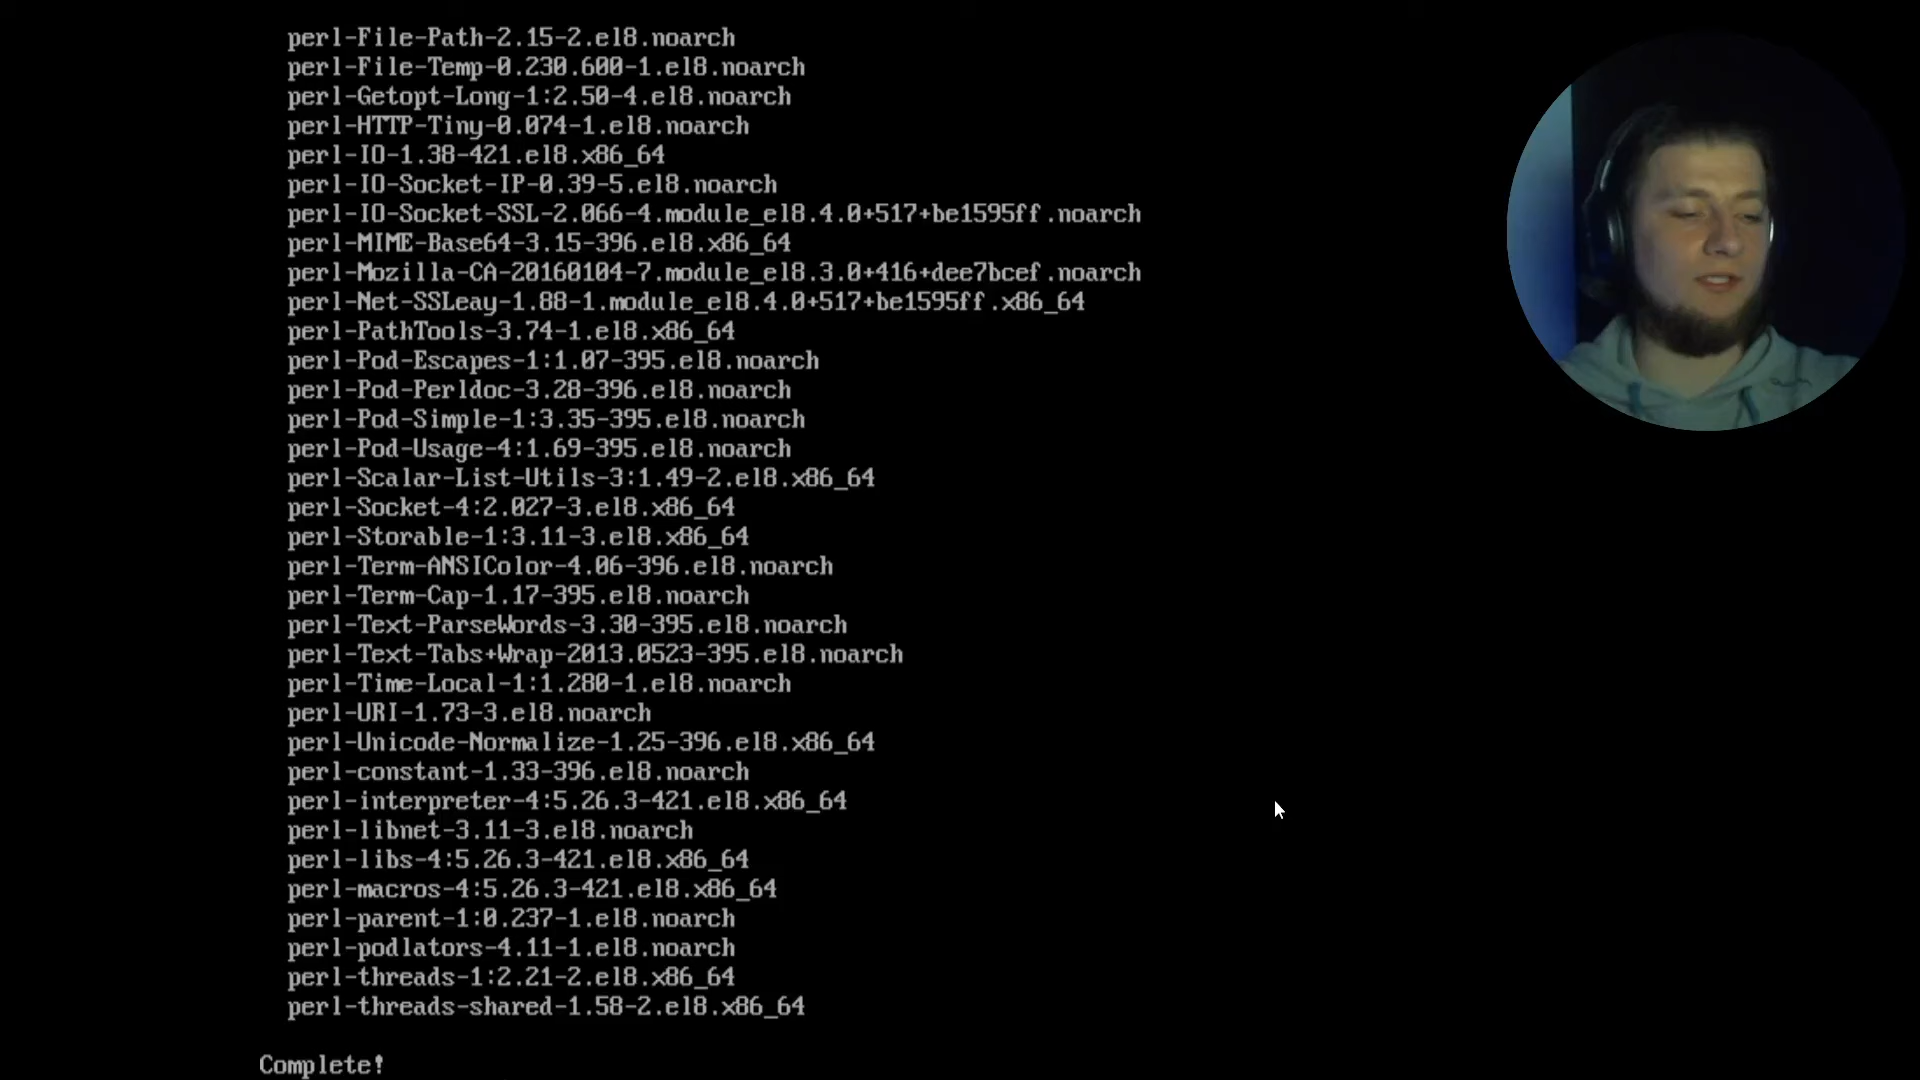 perl-File-Path-2.15-2.el8.noarch
perl-File-Temp-0.230.600-1.el8.noarch
perl-Getopt-Long-1:2.50-4.el8.noarch
perl-HTTP-Tiny-0.074-1.el8.noarch
perl-IO-1.38-421.el8.x86_64
perl-IO-Socket-IP-0.39-5.el8.noarch
perl-IO-Socket-SSL-2.066-4.module_el8.4.0+517+be1595ff.noarch
perl-MIME-Base64-3.15-396.el8.x86_64
perl-Mozilla-CA-20160104-7.module_el8.3.0+416+dee7bcef.noarch
perl-Net-SSLeay-1.88-1.module_el8.4.0+517+be1595ff.x86_64
perl-PathTools-3.74-1.el8.x86_64
perl-Pod-Escapes-1:1.07-395.el8.noarch
perl-Pod-Perldoc-3.28-396.el8.noarch
perl-Pod-Simple-1:3.35-395.el8.noarch
perl-Pod-Usage-4:1.69-395.el8.noarch
perl-Scalar-List-Utils-3:1.49-2.el8.x86_64
perl-Socket-4:2.027-3.el8.x86_64
perl-Storable-1:3.11-3.el8.x86_64
perl-Term-ANSIColor-4.06-396.el8.noarch
perl-Term-Cap-1.17-395.el8.noarch
perl-Text-ParseWords-3.30-395.el8.noarch
perl-Text-Tabs+Wrap-2013.0523-395.el8.noarch
perl-Time-Local-1:1.280-1.el8.noarch
perl-URI-1.73-3.el8.noarch
perl-Unicode-Normalize-1.25-396.el8.x86_64
perl-constant-1.33-396.el8.noarch
perl-interpreter-4:5.26.3-421.el8.x86_64
perl-libnet-3.11-3.el8.noarch
perl-libs-4:5.26.3-421.el8.x86_64
perl-macros-4:5.26.3-421.el8.x86_64
perl-parent-1:0.237-1.el8.noarch
perl-podlators-4.11-1.el8.noarch
perl-threads-1:2.21-2.el8.x86_64
perl-threads-shared-1.58-2.el8.x86_64
Complete!